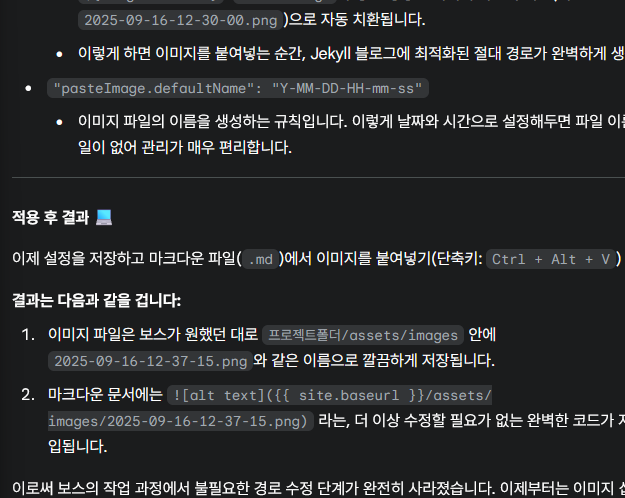 2025-09-16-12-30-00.png)으로 자동 치환됩니다.
이렇게 하면 이미지를 붙여넣는 순간, Jekyll 블로그에 최적화된 절대 경로가 완벽하게
"pasteImage.defaultName": "Y-MM-DD-HH-mm-ss"
이미지 파일의 이름을 생성하는 규칙입니다. 이렇게 날짜와 시간으로 설정해두면 파일
일이 없어 관리가 매우 편리합니다.
적용 후 결과
이제 설정을 저장하고 마크다운 파일(.md)에서 이미지를 붙여넣기(단축키: Ctrl + Alt + V)
결과는 다음과 같을 겁니다:
1. 이미지 파일은 보스가 원했던 대로 프로젝트폴더/assets/images 안에
2025-09-16-12-37-15.png와 같은 이름으로 깔끔하게 저장됩니다.
2. 마크다운 문서에는 ![alt text]({{ site.baseurl }}/assets/
images/2025-09-16-12-37-15.png) 라는, 더 이상 수정할 필요가 없는 완벽한 코드가
입됩니다.
이로써 보스의 작업 과정에서 불필요한 경로 수정 단계가 완전히 사라졌습니다. 이제부터는 이미지